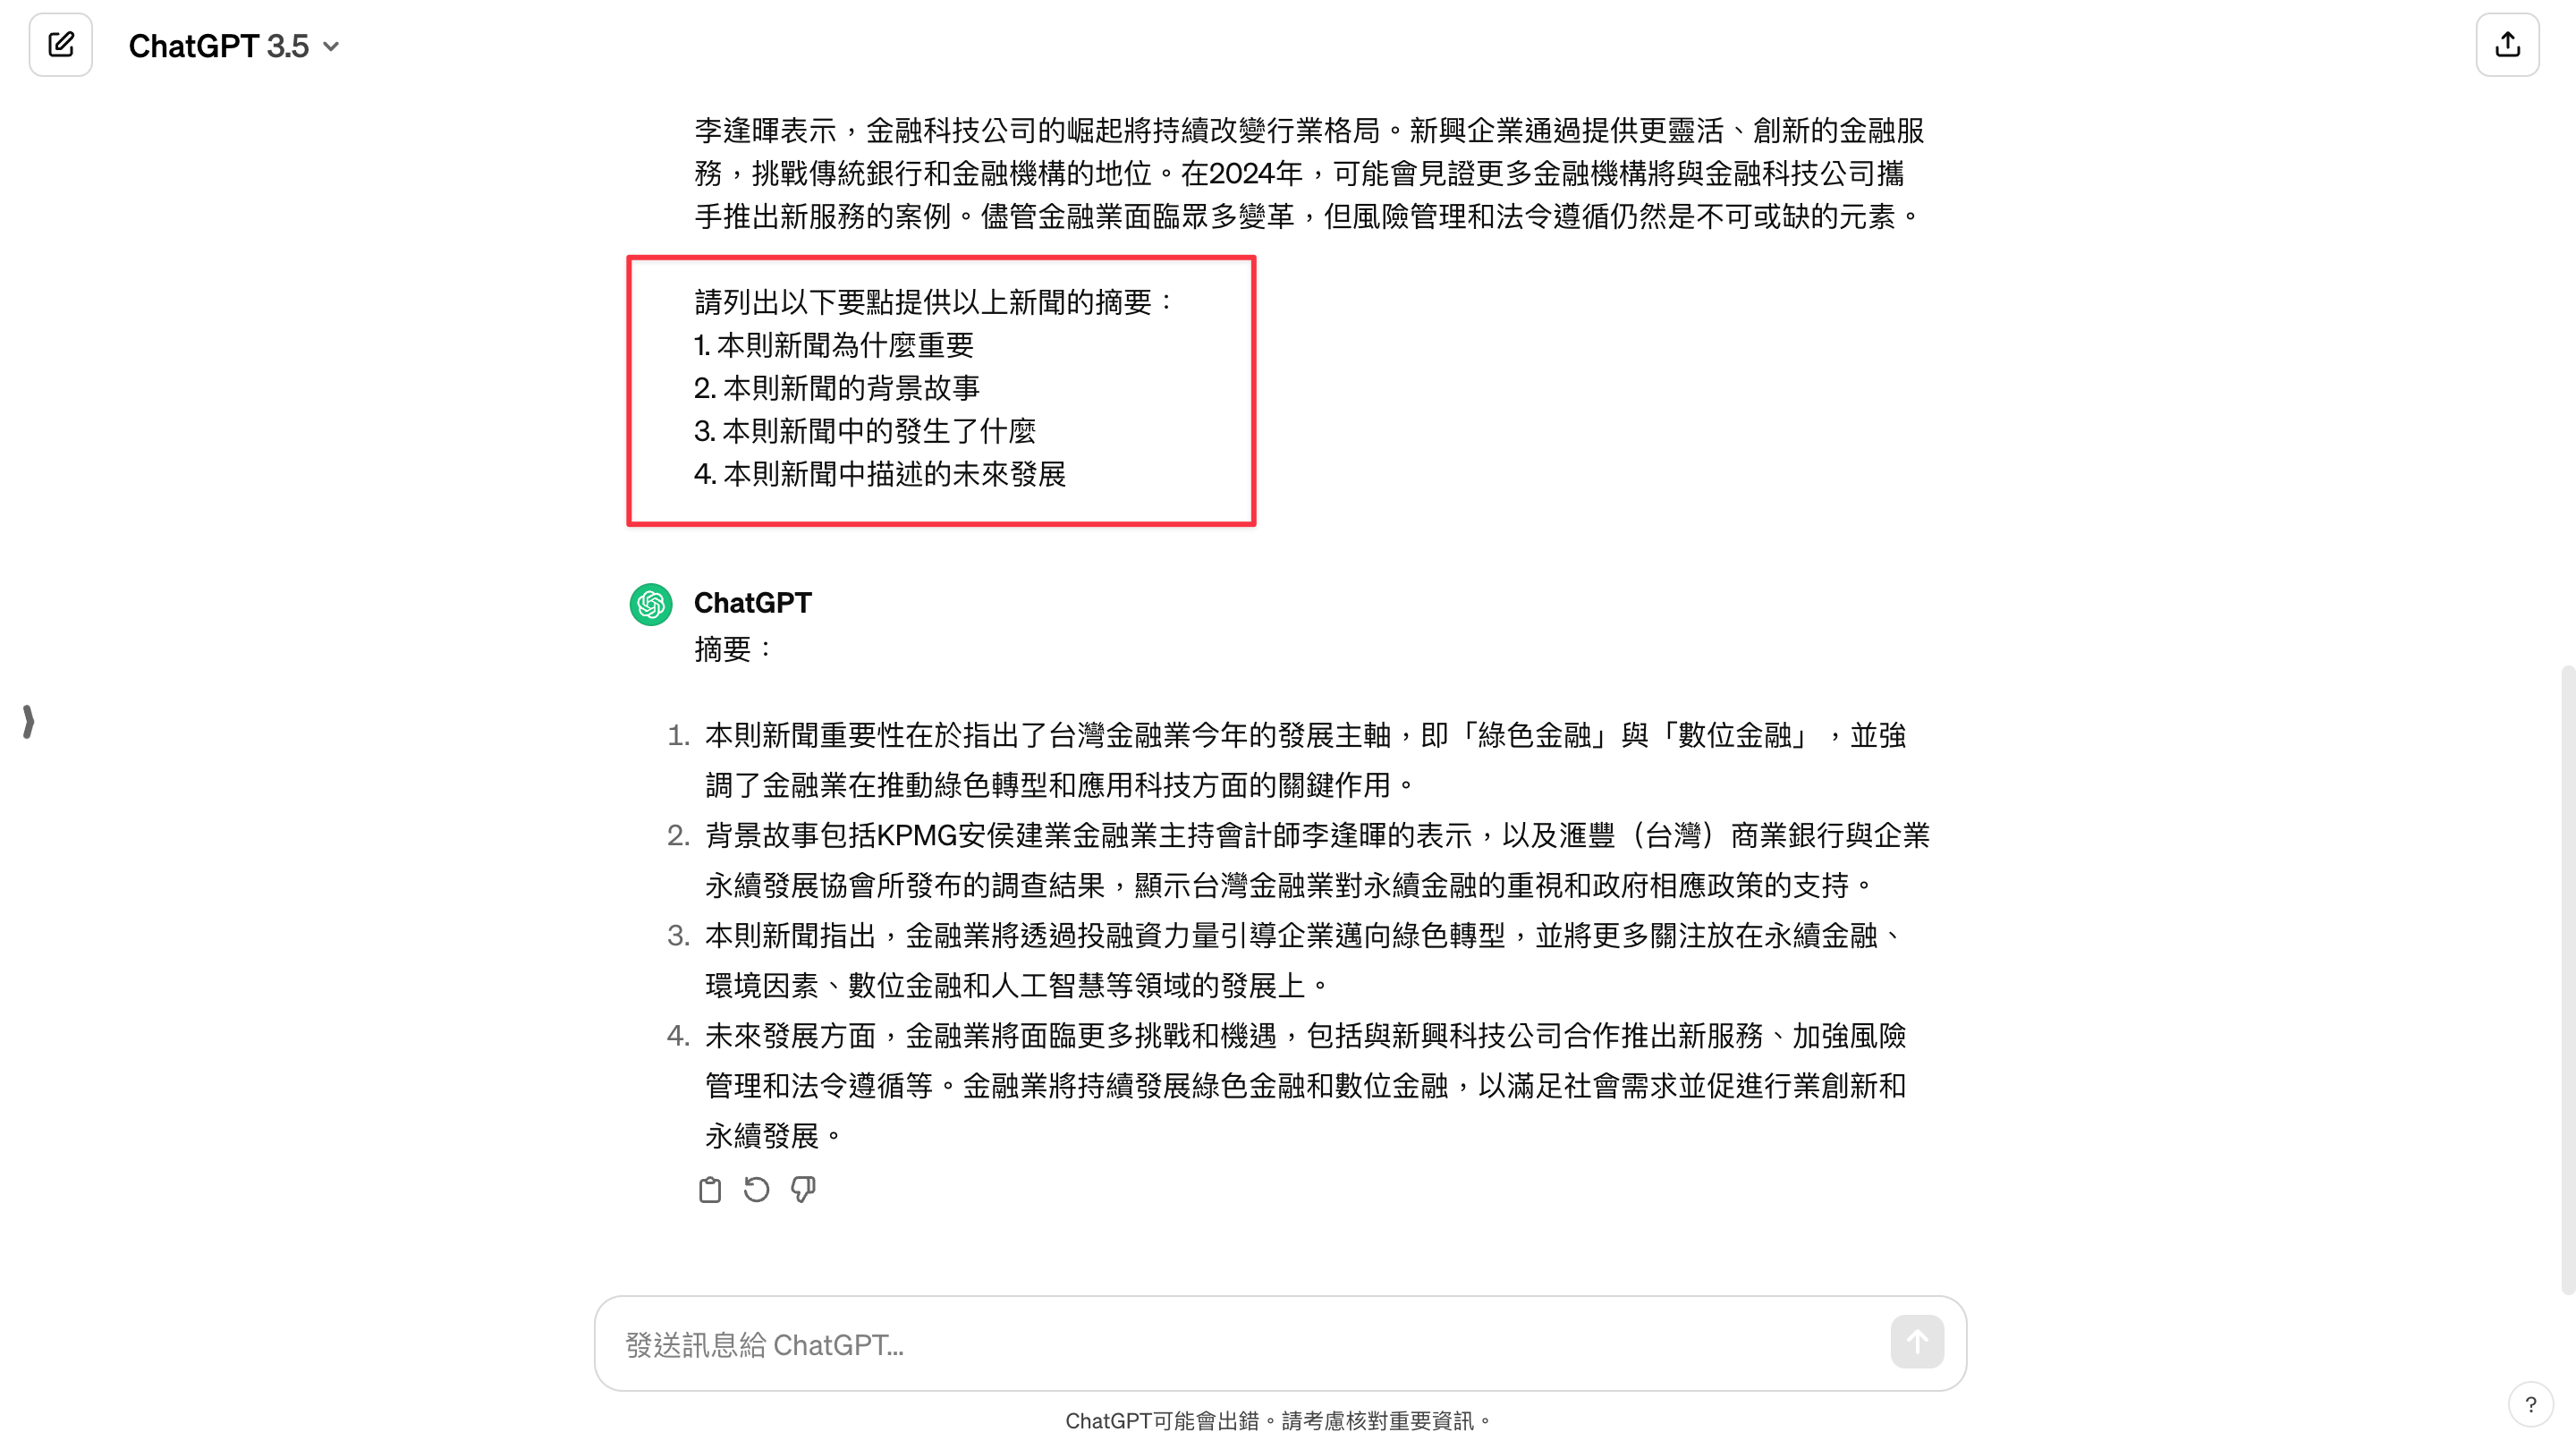 ChatGPT 3.5
李逢暉表示，金融科技公司的崛起將持續改變行業格局。新興企業通過提供更靈活、創新的金融服
務，挑戰傳統銀行和金融機構的地位。在2024年，可能會見證更多金融機構將與金融科技公司攜
手推出新服務的案例。儘管金融業面臨眾多變革，但風險管理和法令遵循仍然是不可或缺的元素。
請列出以下要點提供以上新聞的摘要：
1. 本則新聞為什麼重要
2. 本則新聞的背景故事
3. 本則新聞中的發生了什麼
4. 本則新聞中描述的未來發展
ChatGPT
摘要：
1. 本則新聞重要性在於指出了台灣金融業今年的發展主軸，即「綠色金融」與「數位金融」，並強
調了金融業在推動綠色轉型和應用科技方面的關鍵作用。
2. 背景故事包括KPMG安侯建業金融業主持會計師李逢暉的表示，以及滙豐（台灣）商業銀行與企業
永續發展協會所發布的調查結果，顯示台灣金融業對永續金融的重視和政府相應政策的支持。
3. 本則新聞指出，金融業將透過投融資力量引導企業邁向綠色轉型，並將更多關注放在永續金融、
環境因素、數位金融和人工智慧等領域的發展上。
4. 未來發展方面，金融業將面臨更多挑戰和機遇，包括與新興科技公司合作推出新服務、加強風險
管理和法令遵循等。金融業將持續發展綠色金融和數位金融，以滿足社會需求並促進行業創新和
永續發展。
發送訊息給 ChatGPT...
ChatGPT可能會出錯。請考慮核對重要資訊。
?